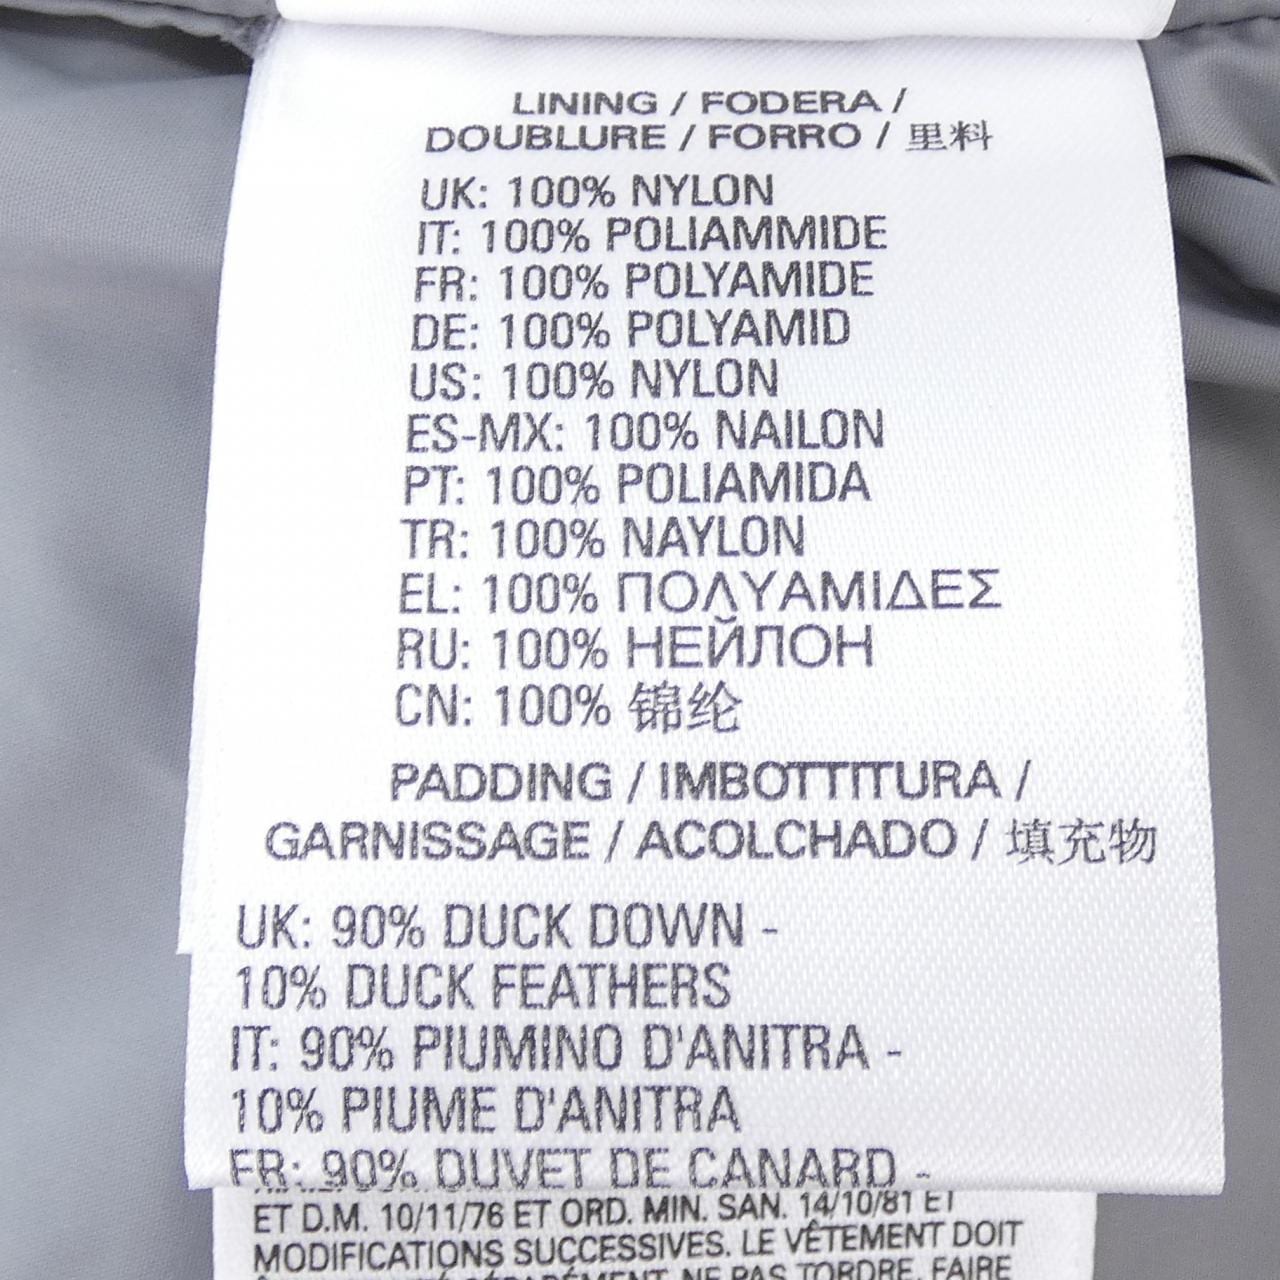 LINING / FODERA /
DOUBLURE / FORRO / 里料
UK: 100% NYLON
IT: 100% POLIAMMIDE
FR: 100% POLYAMIDE
DE: 100% POLYAMID
US: 100% NYLON
ES-MX: 100% NAILON
PT: 100% POLIAMIDA
TR: 100% NAYLON
EL: 100% ΠΟΛΥΑΜΙΔΕΣ
RU: 100% НЕЙЛОН
CN: 100% 锦纶
PADDING / IMBOTTITURA /
GARNISSAGE / ACOLCHADO / 填充物
UK: 90% DUCK DOWN -
10% DUCK FEATHERS
IT: 90% PIUMINO D'ANITRA -
10% PIUME D'ANITRA
FR: 90% DUVET DE CANARD -
ET D.M. 10/11/76 ET ORD. MIN. SAN. 14/10/81 ET
MODIFICATIONS SUCCESSIVES. LE VÊTEMENT DOIT
NE PAS TORDRE, FAIRE